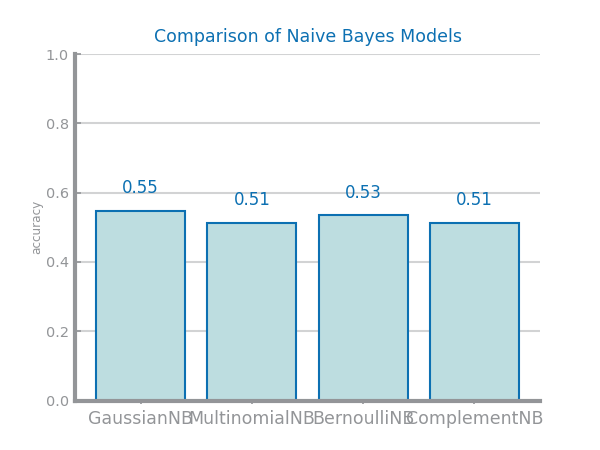 Comparison of Naive Bayes Models
accuracy
1.0
0.8
0.6
0.4
0.2
0.0
0.55
0.51
0.53
0.51
GaussianNB
MultinomialNB
BernoulliNB
ComplementNB